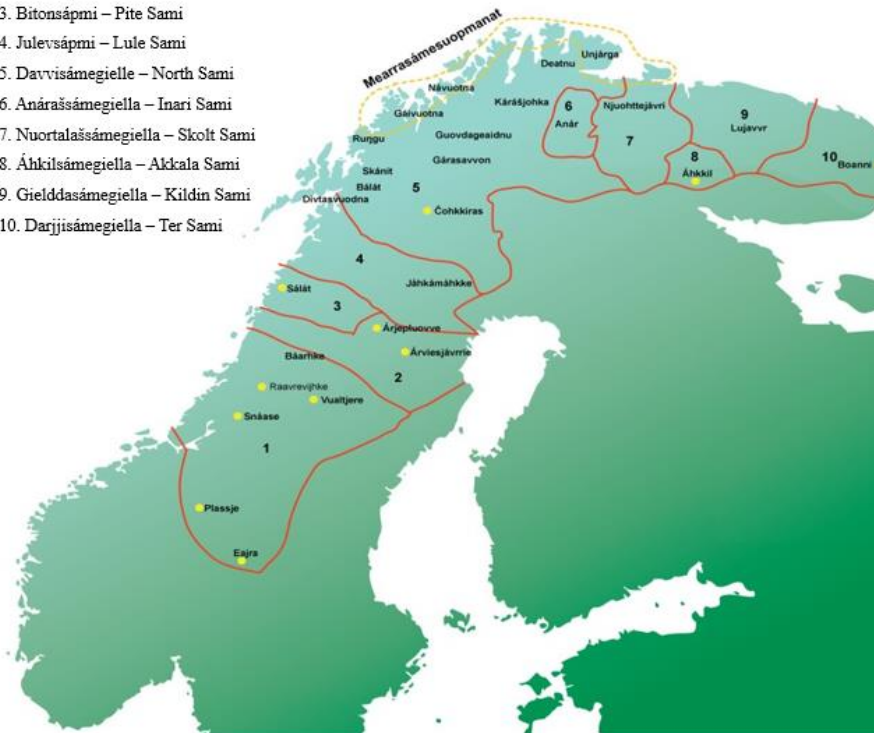 3. Bitonsápmi – Pite Sami
4. Julevsápmi – Lule Sami
5. Davvisámegielle – North Sami
6. Anárašsámegiella – Inari Sami
7. Nuortalašsámegiella – Skolt Sami
8. Áhkilsámegiella – Akkala Sami
9. Gielddasámegiella – Kildin Sami
10. Darjjisámegiella – Ter Sami
Mearrasámesuopmanat
Unjárga
Deatnu
Návuotna
Kárášjohka
Gáivuotna
6
Anár
Njuohttejávri
7
9
Lujavvr
Ruŋgu
Guovdageaidnu
Gárasavvon
8
Áhkkil
10
Boanni
Skánit
Bálát
5
Divtasvuodna
Čohkkiras
4
Jáhkámáhkke
Sálát
3
Árjepluovve
Árviesjávrrie
Báarhke
2
Raavrevijhke
Vualtjere
Snåase
1
Plassje
Eajra